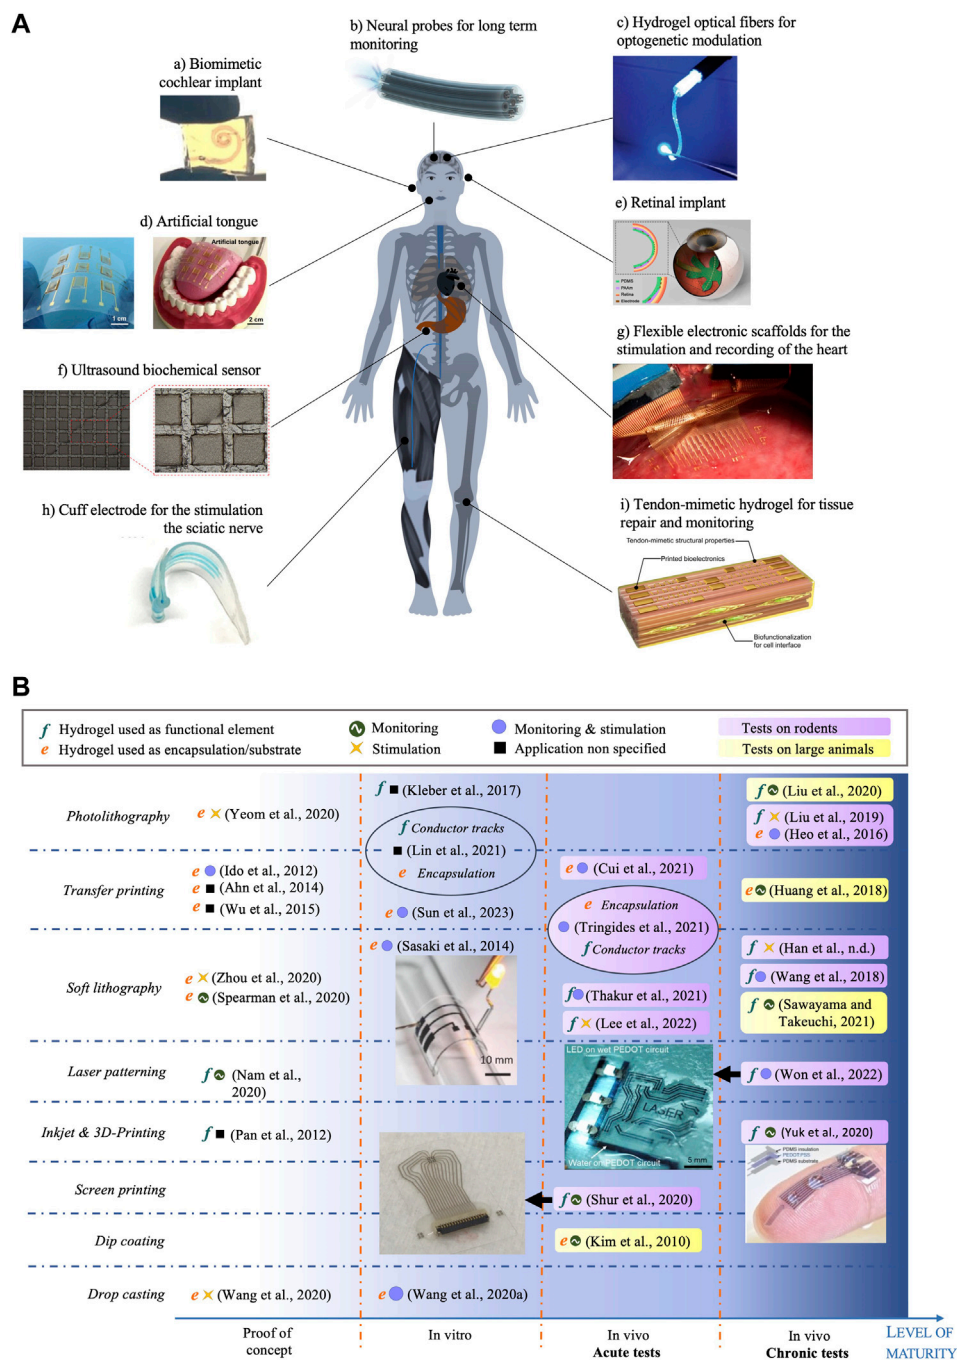 A
a) Biomimetic
cochlear implant
b) Neural probes for long term
monitoring
c) Hydrogel optical fibers for
optogenetic modulation
d) Artificial tongue
Artificial tongue
1 cm
2 cm
e) Retinal implant
PDMS
PAAm
Retina
Electrode
f) Ultrasound biochemical sensor
g) Flexible electronic scaffolds for the
stimulation and recording of the heart
h) Cuff electrode for the stimulation
the sciatic nerve
i) Tendon-mimetic hydrogel for tissue
repair and monitoring
Tendon-mimetic structural properties
Printed bioelectronics
Biofunctionalization
for cell interface
B
f Hydrogel used as functional element
e Hydrogel used as encapsulation/substrate
Monitoring
Stimulation
Monitoring & stimulation
Application non specified
Tests on rodents
Tests on large animals
Photolithography
e (Yeom et al., 2020)
f (Kleber et al., 2017)
f Conductor tracks
(Lin et al., 2021)
e Encapsulation
f (Liu et al., 2020)
f (Liu et al., 2019)
e (Heo et al., 2016)
Transfer printing
e (Ido et al., 2012)
e (Ahn et al., 2014)
e (Wu et al., 2015)
e (Sun et al., 2023)
e (Cui et al., 2021)
e Encapsulation
(Tringides et al., 2021)
f Conductor tracks
e (Huang et al., 2018)
Soft lithography
e (Zhou et al., 2020)
e (Spearman et al., 2020)
e (Sasaki et al., 2014)
10 mm
f (Thakur et al., 2021)
f (Lee et al., 2022)
f (Han et al., n.d.)
f (Wang et al., 2018)
f (Sawayama and
Takeuchi, 2021)
Laser patterning
f (Nam et al.,
2020)
LED on wet PEDOT circuit
LASER
Water on PEDOT circuit
5 mm
f (Won et al., 2022)
Inkjet & 3D-Printing
f (Pan et al., 2012)
f (Yuk et al., 2020)
PDMS insulation
PEDOT:PSS
PDMS substrate
Screen printing
f (Shur et al., 2020)
Dip coating
e (Kim et al., 2010)
Drop casting
e (Wang et al., 2020)
e (Wang et al., 2020a)
Proof of
concept
In vitro
In vivo
Acute tests
In vivo
Chronic tests
LEVEL OF
MATURITY